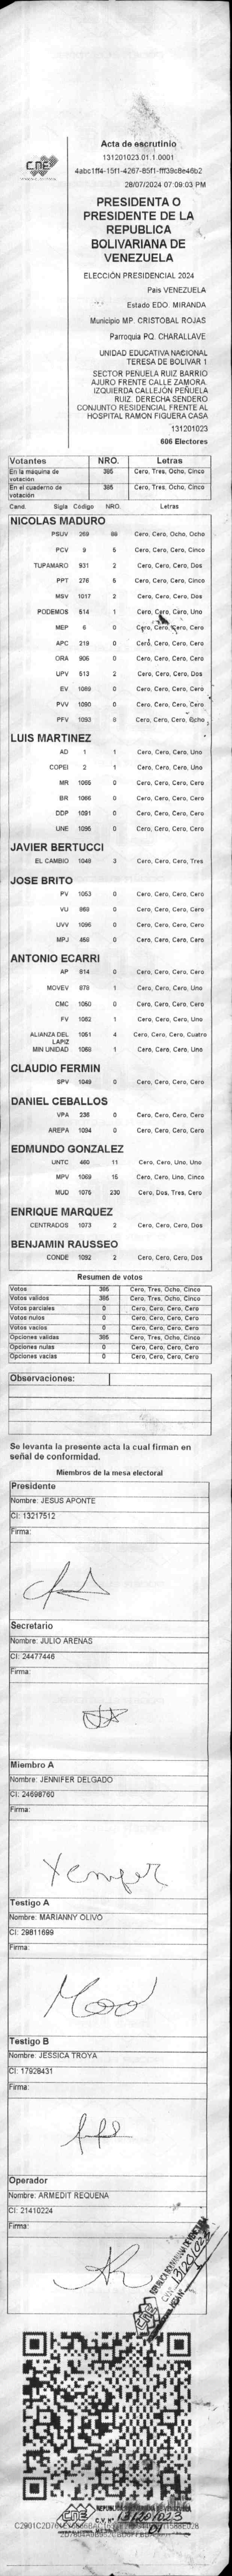 CNE
Acta de escrutinio
131201023.01.1.0001
4abc1ff4-15f1-4267-85f1-fff39c8e46b2
28/07/2024 07:09:03 PM
PRESIDENTA O
PRESIDENTE DE LA
REPUBLICA
BOLIVARIANA DE
VENEZUELA
ELECCIÓN PRESIDENCIAL 2024
Pais VENEZUELA
Estado EDO. MIRANDA
Municipio MP. CRISTOBAL ROJAS
Parroquia PQ. CHARALLAVE
UNIDAD EDUCATIVA NACIONAL
TERESA DE BOLIVAR 1
SECTOR PEÑUELA RUIZ BARRIO
AJURO FRENTE CALLE ZAMORA.
IZQUIERDA CALLEJÓN PEÑUELA
RUIZ. DERECHA SENDERO
CONJUNTO RESIDENCIAL FRENTE AL
HOSPITAL RAMON FIGUERA CASA
131201023
606 Electores
Votantes NRO. Letras
En la máquina de votación 385 Cero, Tres, Ocho, Cinco
En el cuaderno de votación 385 Cero, Tres, Ocho, Cinco
Cand. Sigla Código NRO. Letras
NICOLAS MADURO
PSUV 269 88 Cero, Cero, Ocho, Ocho
PCV 9 5 Cero, Cero, Cero, Cinco
TUPAMARO 931 2 Cero, Cero, Cero, Dos
PPT 276 5 Cero, Cero, Cero, Cinco
MSV 1017 2 Cero, Cero, Cero, Dos
PODEMOS 514 1 Cero, Cero, Cero, Uno
MEP 6 0 Cero, Cero, Cero, Cero
APC 219 0 Cero, Cero, Cero, Cero
ORA 906 0 Cero, Cero, Cero, Cero
UPV 513 2 Cero, Cero, Cero, Dos
EV 1089 0 Cero, Cero, Cero, Cero
PVV 1090 0 Cero, Cero, Cero, Cero
PFV 1093 8 Cero, Cero, Cero, Ocho
LUIS MARTINEZ
AD 1 1 Cero, Cero, Cero, Uno
COPEI 2 1 Cero, Cero, Cero, Uno
MR 1065 0 Cero, Cero, Cero, Cero
BR 1066 0 Cero, Cero, Cero, Cero
DDP 1091 0 Cero, Cero, Cero, Cero
UNE 1095 0 Cero, Cero, Cero, Cero
JAVIER BERTUCCI
EL CAMBIO 1048 3 Cero, Cero, Cero, Tres
JOSE BRITO
PV 1053 0 Cero, Cero, Cero, Cero
VU 869 0 Cero, Cero, Cero, Cero
UVV 1096 0 Cero, Cero, Cero, Cero
MPJ 458 0 Cero, Cero, Cero, Cero
ANTONIO ECARRI
AP 814 0 Cero, Cero, Cero, Cero
MOVEV 878 1 Cero, Cero, Cero, Uno
CMC 1050 0 Cero, Cero, Cero, Cero
FV 1082 1 Cero, Cero, Cero, Uno
ALIANZA DEL LAPIZ 1051 4 Cero, Cero, Cero, Cuatro
MIN UNIDAD 1069 1 Cero, Cero, Cero, Uno
CLAUDIO FERMIN
SPV 1049 0 Cero, Cero, Cero, Cero
DANIEL CEBALLOS
VPA 236 0 Cero, Cero, Cero, Cero
AREPA 1094 0 Cero, Cero, Cero, Cero
EDMUNDO GONZALEZ
UNTC 460 11 Cero, Cero, Uno, Uno
MPV 1069 15 Cero, Cero, Uno, Cinco
MUD 1075 230 Cero, Dos, Tres, Cero
ENRIQUE MARQUEZ
CENTRADOS 1073 2 Cero, Cero, Cero, Dos
BENJAMIN RAUSSEO
CONDE 1092 2 Cero, Cero, Cero, Dos
Resumen de votos
Votos 385 Cero, Tres, Ocho, Cinco
Votos validos 385 Cero, Tres, Ocho, Cinco
Votos parciales 0 Cero, Cero, Cero, Cero
Votos nulos 0 Cero, Cero, Cero, Cero
Votos vacíos 0 Cero, Cero, Cero, Cero
Opciones validas 385 Cero, Tres, Ocho, Cinco
Opciones nulas 0 Cero, Cero, Cero, Cero
Opciones vacías 0 Cero, Cero, Cero, Cero
Observaciones:
Se levanta la presente acta la cual firman en
señal de conformidad.
Miembros de la mesa electoral
Presidente
Nombre: JESUS APONTE
CI: 13217512
Firma:
Secretario
Nombre: JULIO ARENAS
CI: 24477446
Firma:
Miembro A
Nombre: JENNIFER DELGADO
CI: 24698760
Firma:
Testigo A
Nombre: MARIANNY OLIVO
CI: 29811699
Firma:
Testigo B
Nombre: JESSICA TROYA
CI: 17928431
Firma:
Operador
Nombre: ARMEDIT REQUENA
CI: 21410224
Firma:
CNE
131201023
01